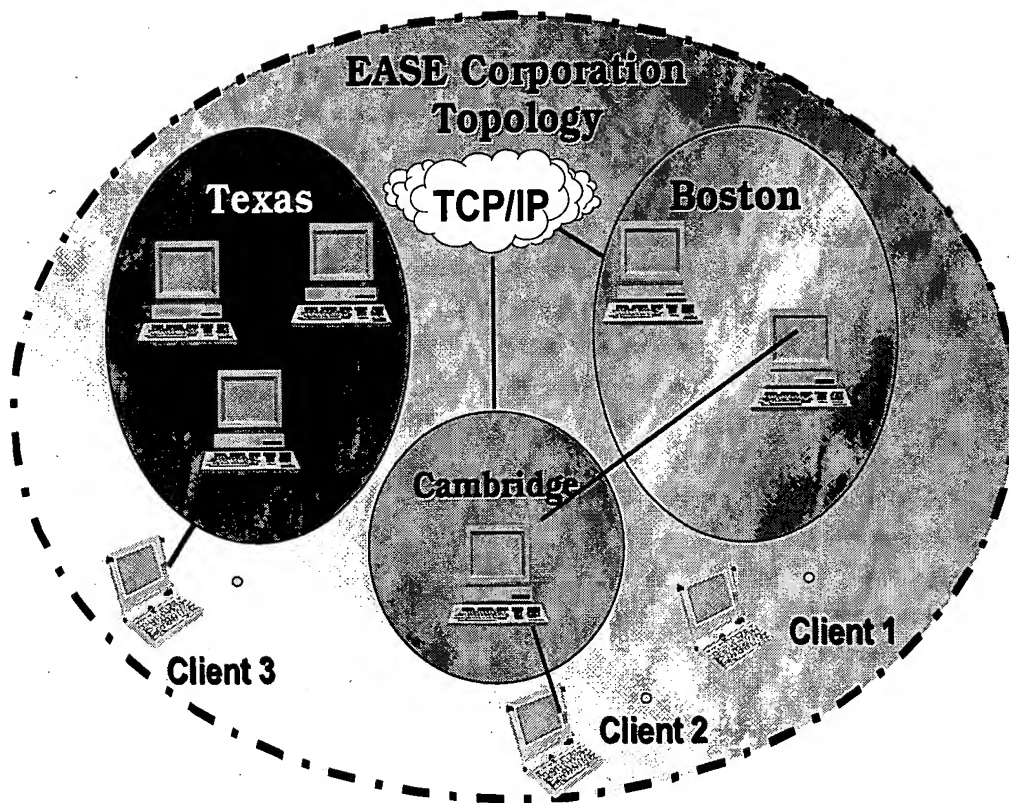 EASE Corporation
Topology
Texas
TCP/IP
Boston
Cambridge
Client 3
Client 1
Client 2